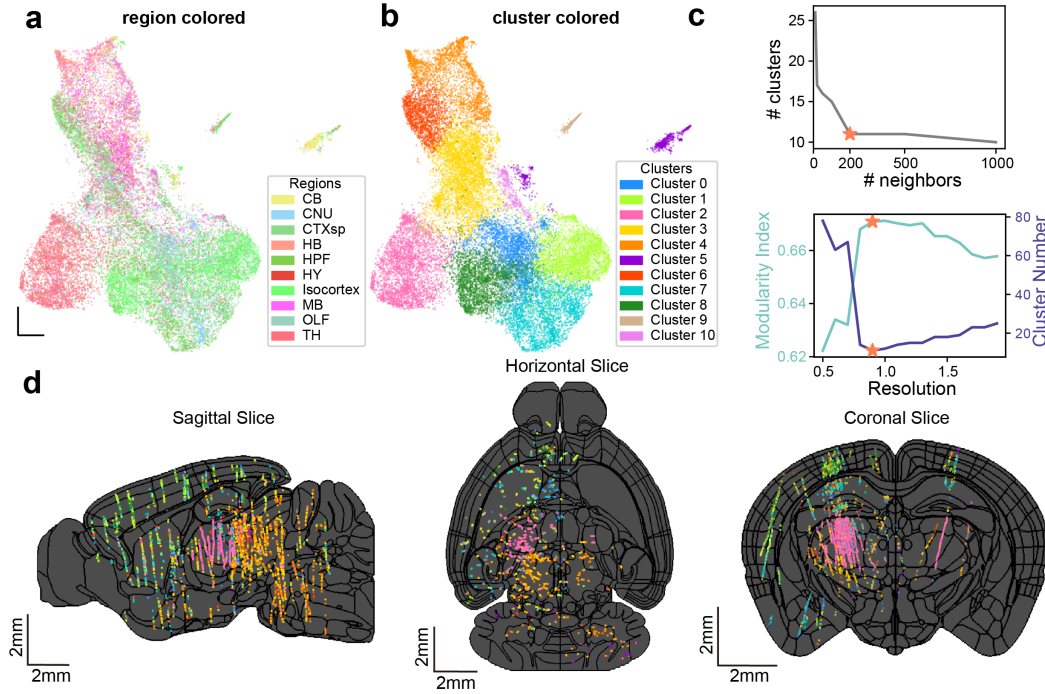 a
region colored
Regions
CB
CNU
CTXsp
HB
HPF
HY
Isocortex
MB
OLF
TH
b
cluster colored
Clusters
Cluster 0
Cluster 1
Cluster 2
Cluster 3
Cluster 4
Cluster 5
Cluster 6
Cluster 7
Cluster 8
Cluster 9
Cluster 10
c
# clusters
25
20
15
10
0
200
500
1000
# neighbors
Modularity Index
0.66
0.64
0.62
Cluster Number
80
60
40
20
0.5
1.0
1.5
Resolution
d
Sagittal Slice
2mm
2mm
Horizontal Slice
2mm
2mm
Coronal Slice
2mm
2mm